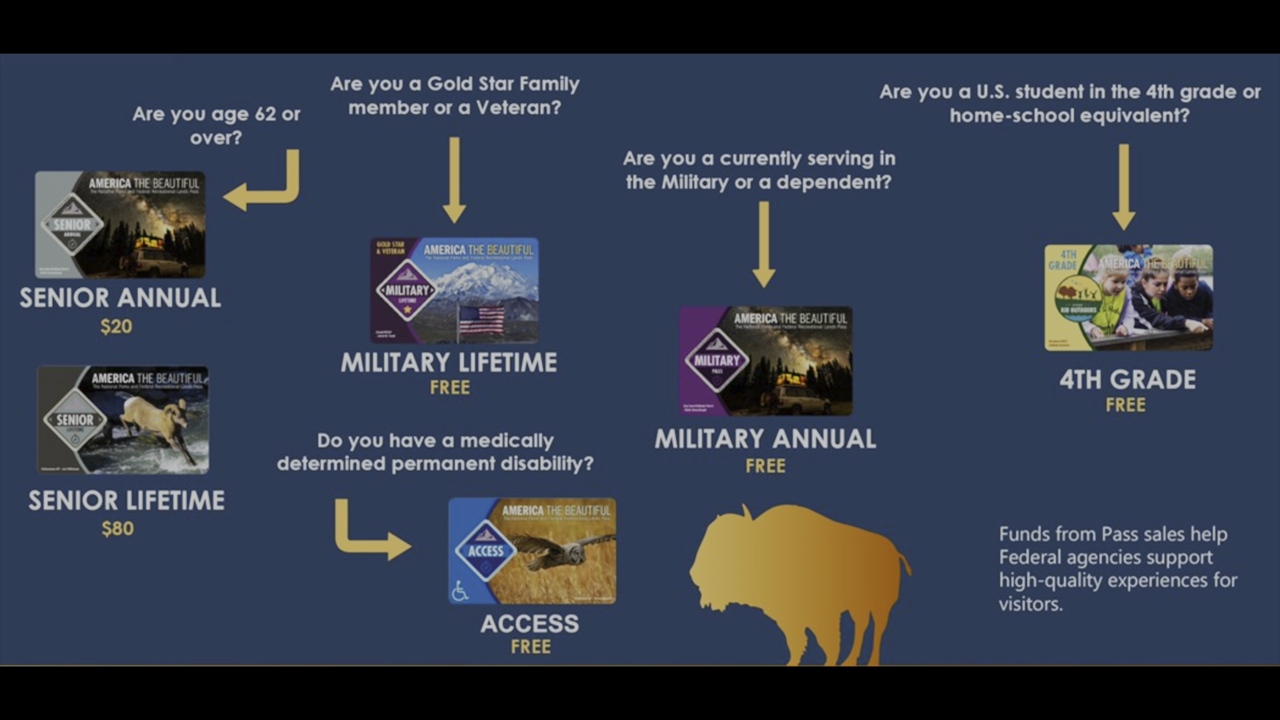 Are you age 62 or
over?
AMERICA THE BEAUTIFUL
SENIOR
ANNUAL
SENIOR ANNUAL
$20
AMERICA THE BEAUTIFUL
SENIOR
LIFETIME
SENIOR LIFETIME
$80
Are you a Gold Star Family
member or a Veteran?
GOLD STAR
& VETERAN
AMERICA THE BEAUTIFUL
MILITARY
LIFETIME
MILITARY LIFETIME
FREE
Do you have a medically
determined permanent disability?
AMERICA THE BEAUTIFUL
ACCESS
ACCESS
FREE
Are you a currently serving in
the Military or a dependent?
AMERICA THE BEAUTIFUL
MILITARY
PASS
MILITARY ANNUAL
FREE
Are you a U.S. student in the 4th grade or
home-school equivalent?
4TH
GRADE
AMERICA THE BEAUTIFUL
4TH GRADE
FREE
Funds from Pass sales help
Federal agencies support
high-quality experiences for
visitors.